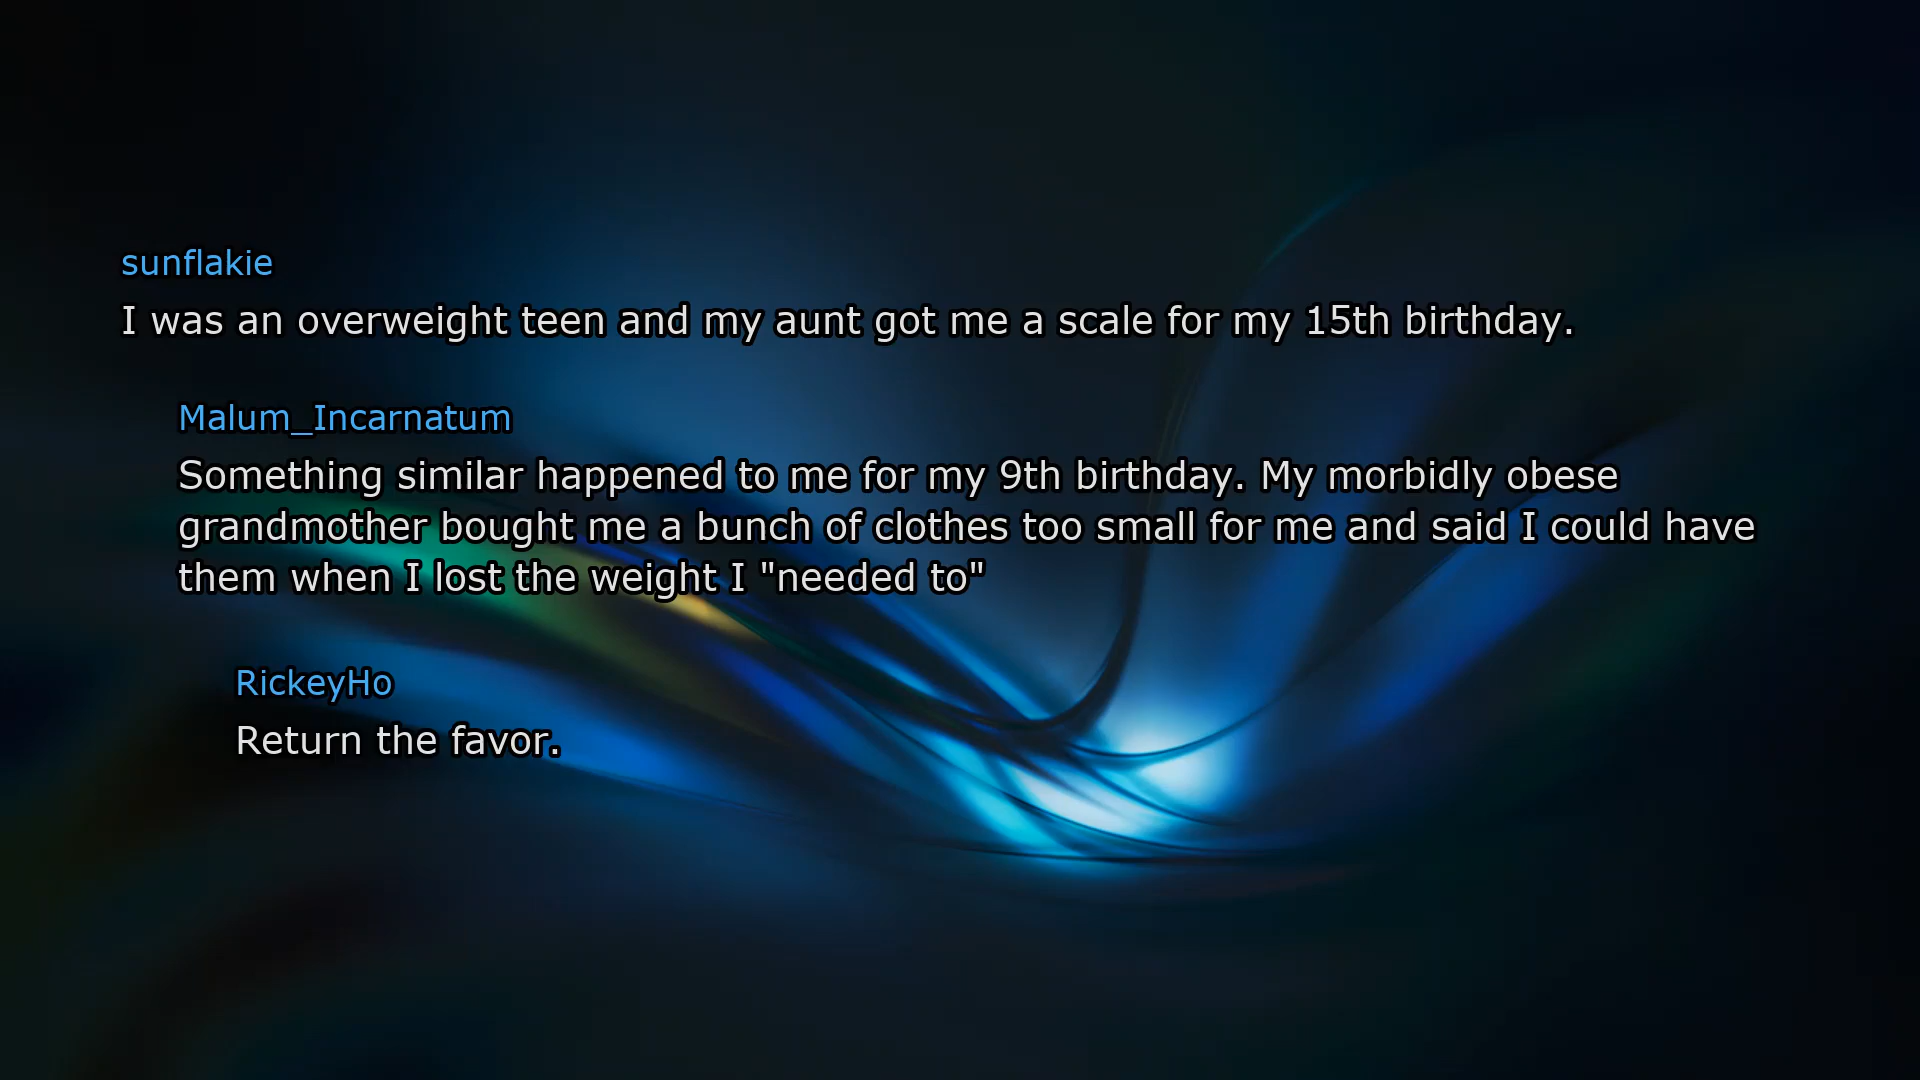 sunflakie
I was an overweight teen and my aunt got me a scale for my 15th birthday.
Malum_Incarnatum
Something similar happened to me for my 9th birthday. My morbidly obese
grandmother bought me a bunch of clothes too small for me and said I could have
them when I lost the weight I "needed to"
RickeyHo
Return the favor.